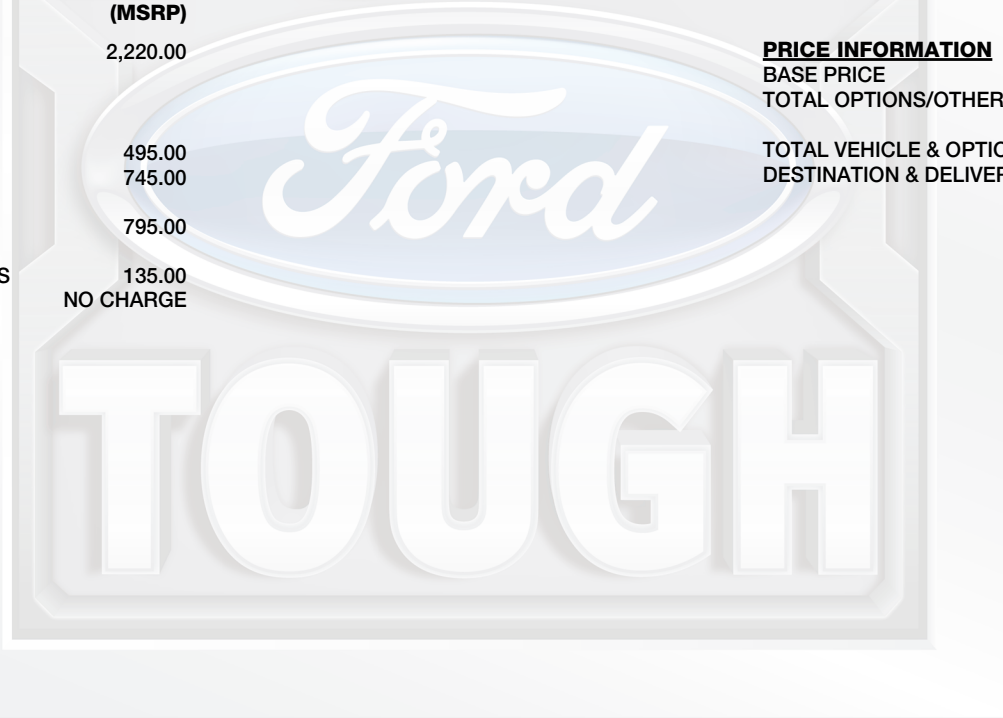 (MSRP)
2,220.00
495.00
745.00
795.00
S 135.00
NO CHARGE
PRICE INFORMATION
BASE PRICE
TOTAL OPTIONS/OTHER
TOTAL VEHICLE & OPTIO
DESTINATION & DELIVER
Ford
TOUGH